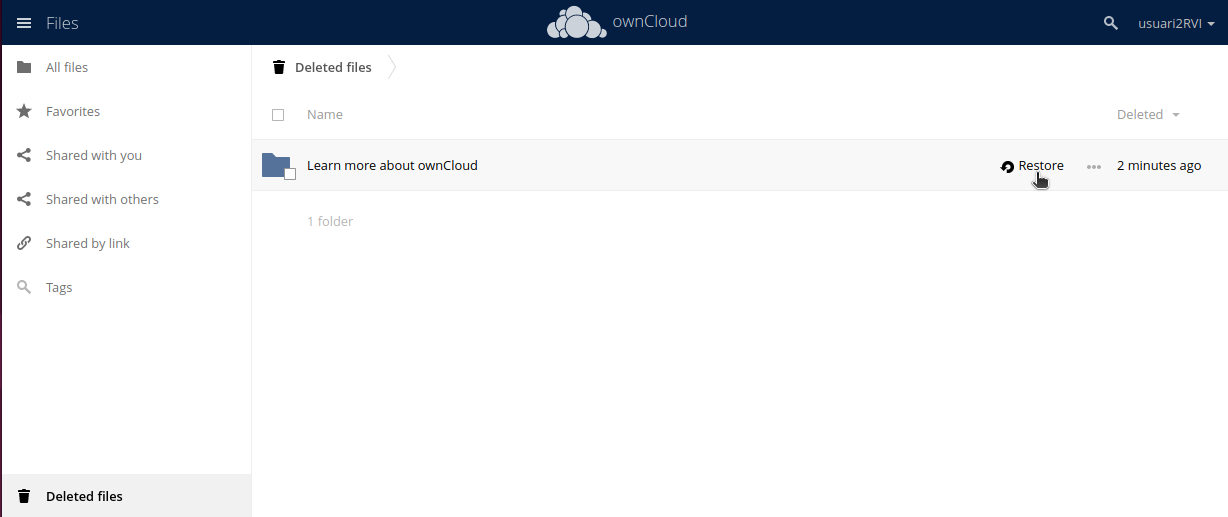 Files
ownCloud
usuari2RVI
All files
Favorites
Shared with you
Shared with others
Shared by link
Tags
Deleted files
Deleted files
Name
Deleted
Learn more about ownCloud
Restore
2 minutes ago
1 folder